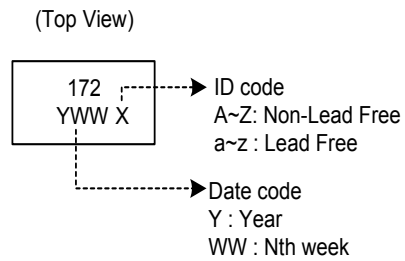 (Top View)
172
YWW X
ID code
A~Z: Non-Lead Free
a~z : Lead Free
Date code
Y : Year
WW : Nth week